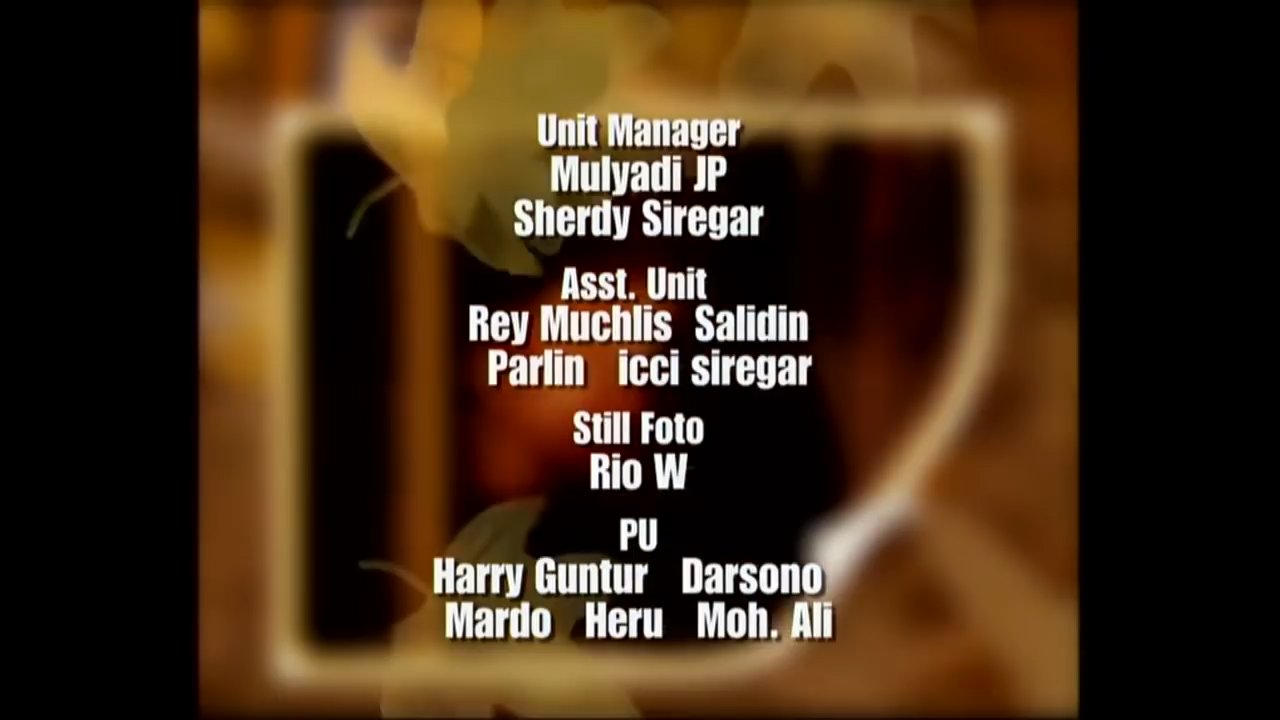 Unit Manager
Mulyadi JP
Sherdy Siregar
Asst. Unit
Rey Muchlis Salidin
Parlin icci siregar
Still Foto
Rio W
PU
Harry Guntur Darsono
Mardo Heru Moh. Ali